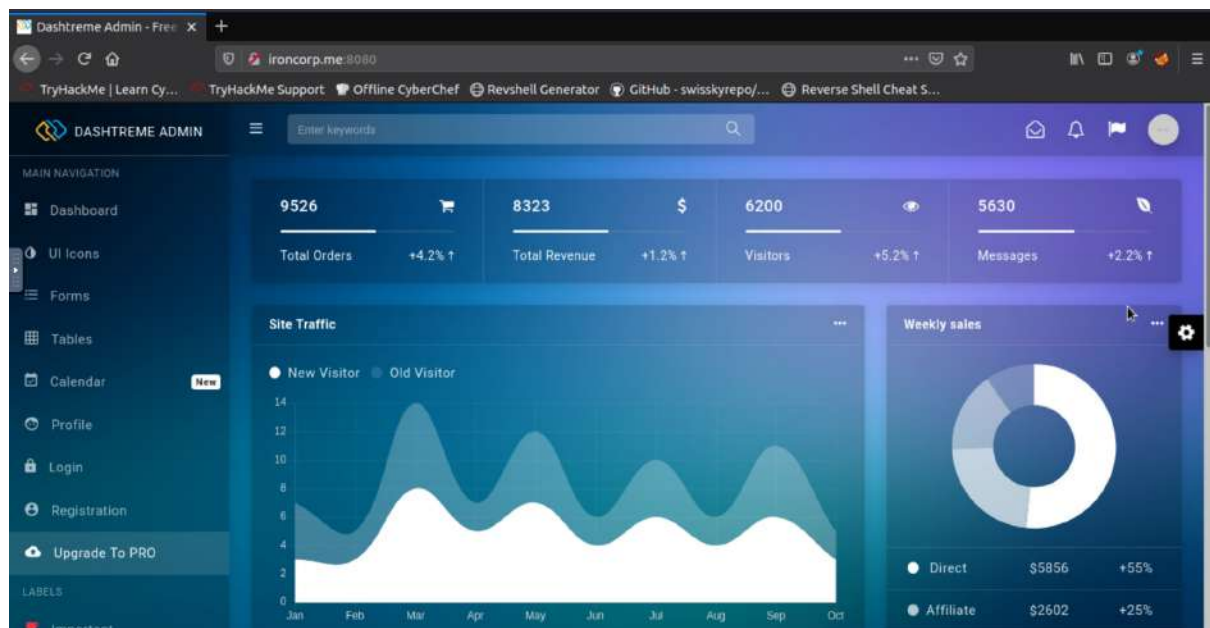 Dashtreme Admin - Free
ironcorp.me:8080
TryHackMe | Learn Cy...
TryHackMe Support
Offline CyberChef
Revshell Generator
GitHub - swisskyrepo/...
Reverse Shell Cheat S...
DASHTREME ADMIN
Enter keywords
MAIN NAVIGATION
Dashboard
UI Icons
Forms
Tables
Calendar
New
Profile
Login
Registration
Upgrade To PRO
LABELS
Important
9526
Total Orders +4.2% ↑
8323 $
Total Revenue +1.2% ↑
6200
Visitors +5.2% ↑
5630
Messages +2.2% ↑
Site Traffic
New Visitor Old Visitor
14
12
10
8
6
4
2
0
Jan Feb Mar Apr May Jun Jul Aug Sep Oct
Weekly sales
Direct $5856 +55%
Affiliate $2602 +25%